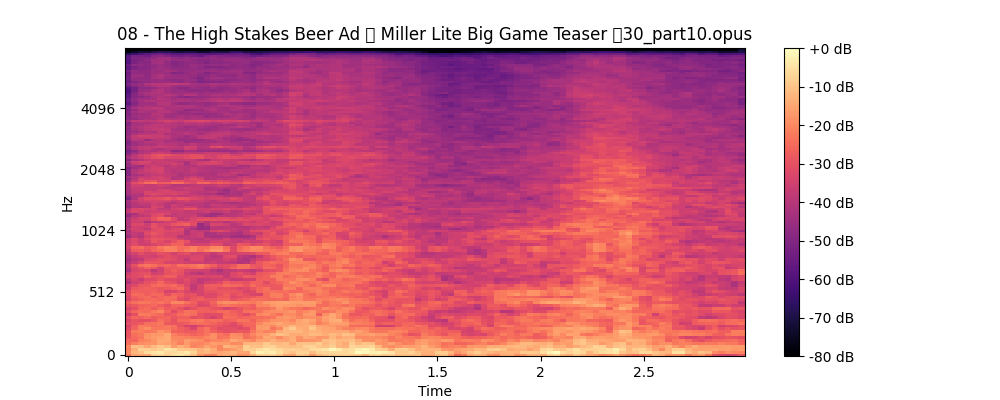 08 - The High Stakes Beer Ad ▯ Miller Lite Big Game Teaser ▯30_part10.opus
Hz
4096
2048
1024
512
0
0 0.5 1 1.5 2 2.5
Time
+0 dB
-10 dB
-20 dB
-30 dB
-40 dB
-50 dB
-60 dB
-70 dB
-80 dB